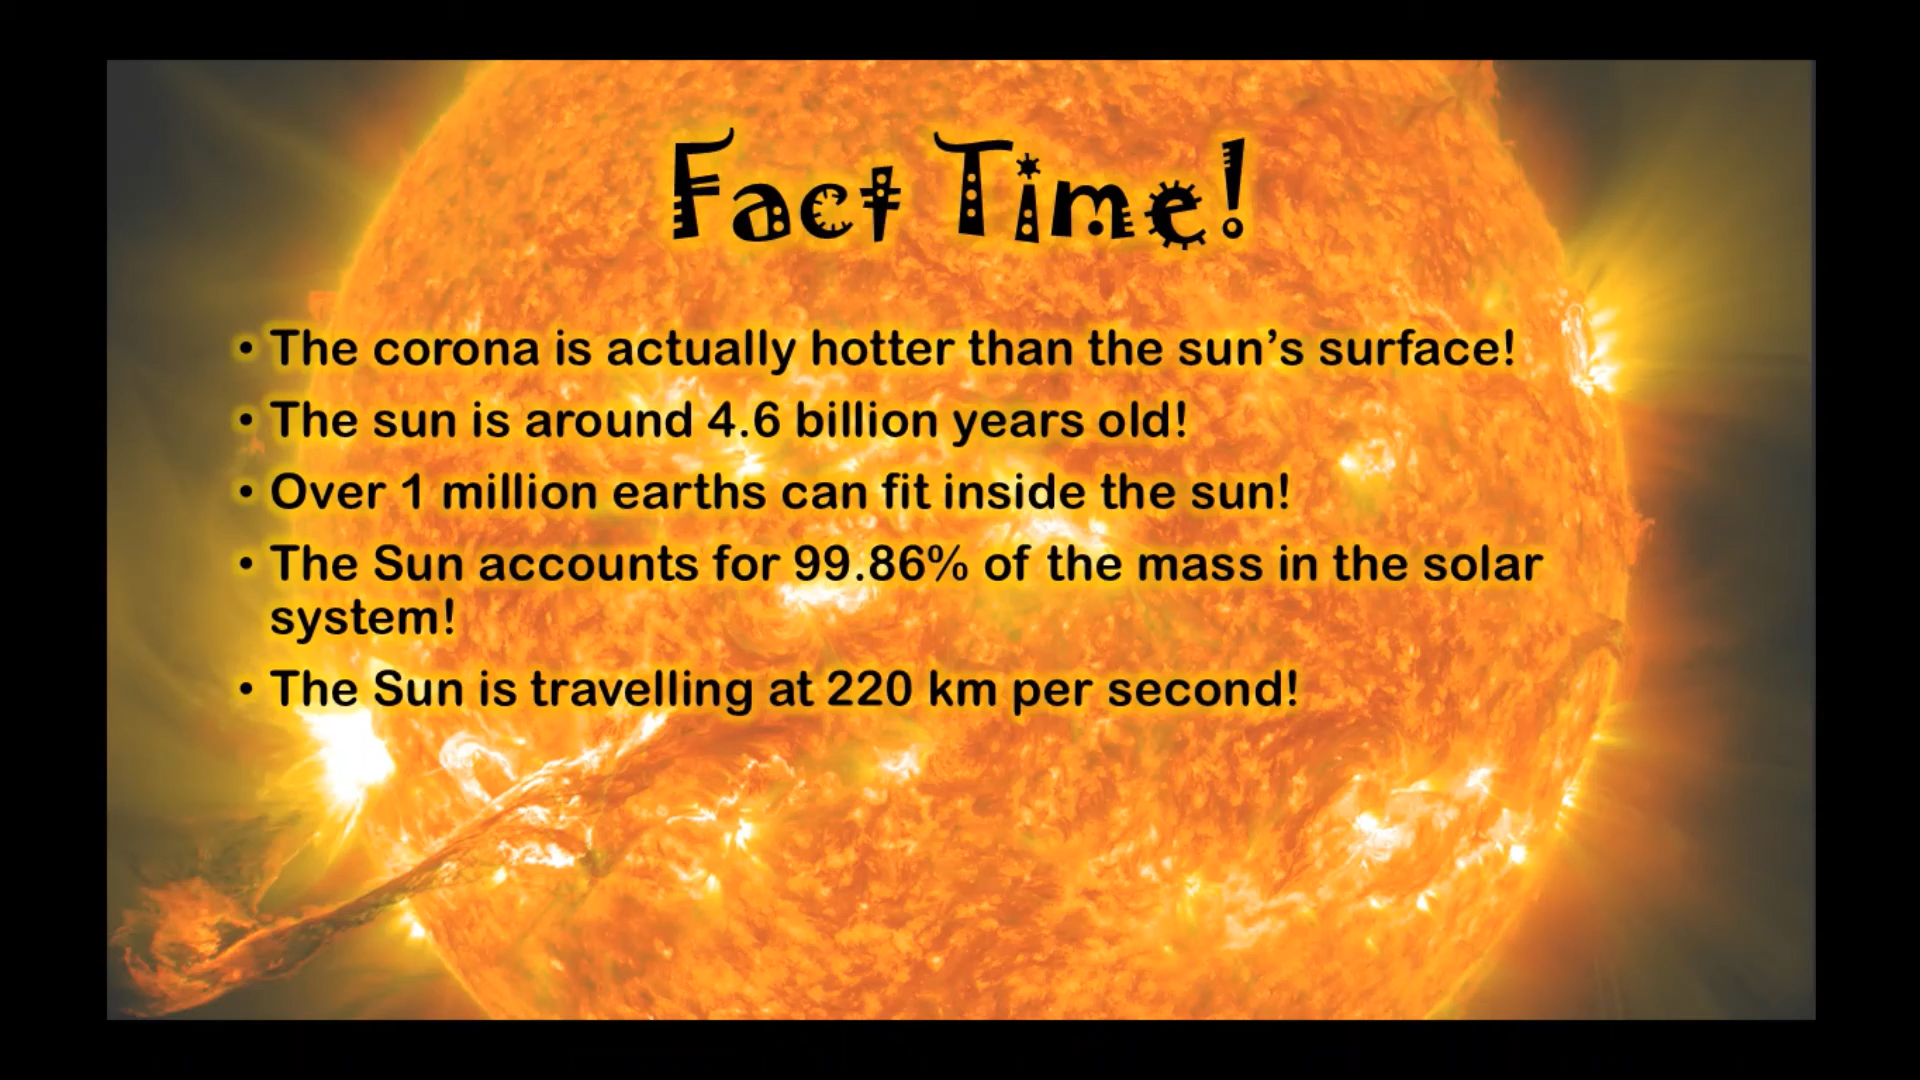 Fact Time!
• The corona is actually hotter than the sun’s surface!
• The sun is around 4.6 billion years old!
• Over 1 million earths can fit inside the sun!
• The Sun accounts for 99.86% of the mass in the solar
system!
• The Sun is travelling at 220 km per second!